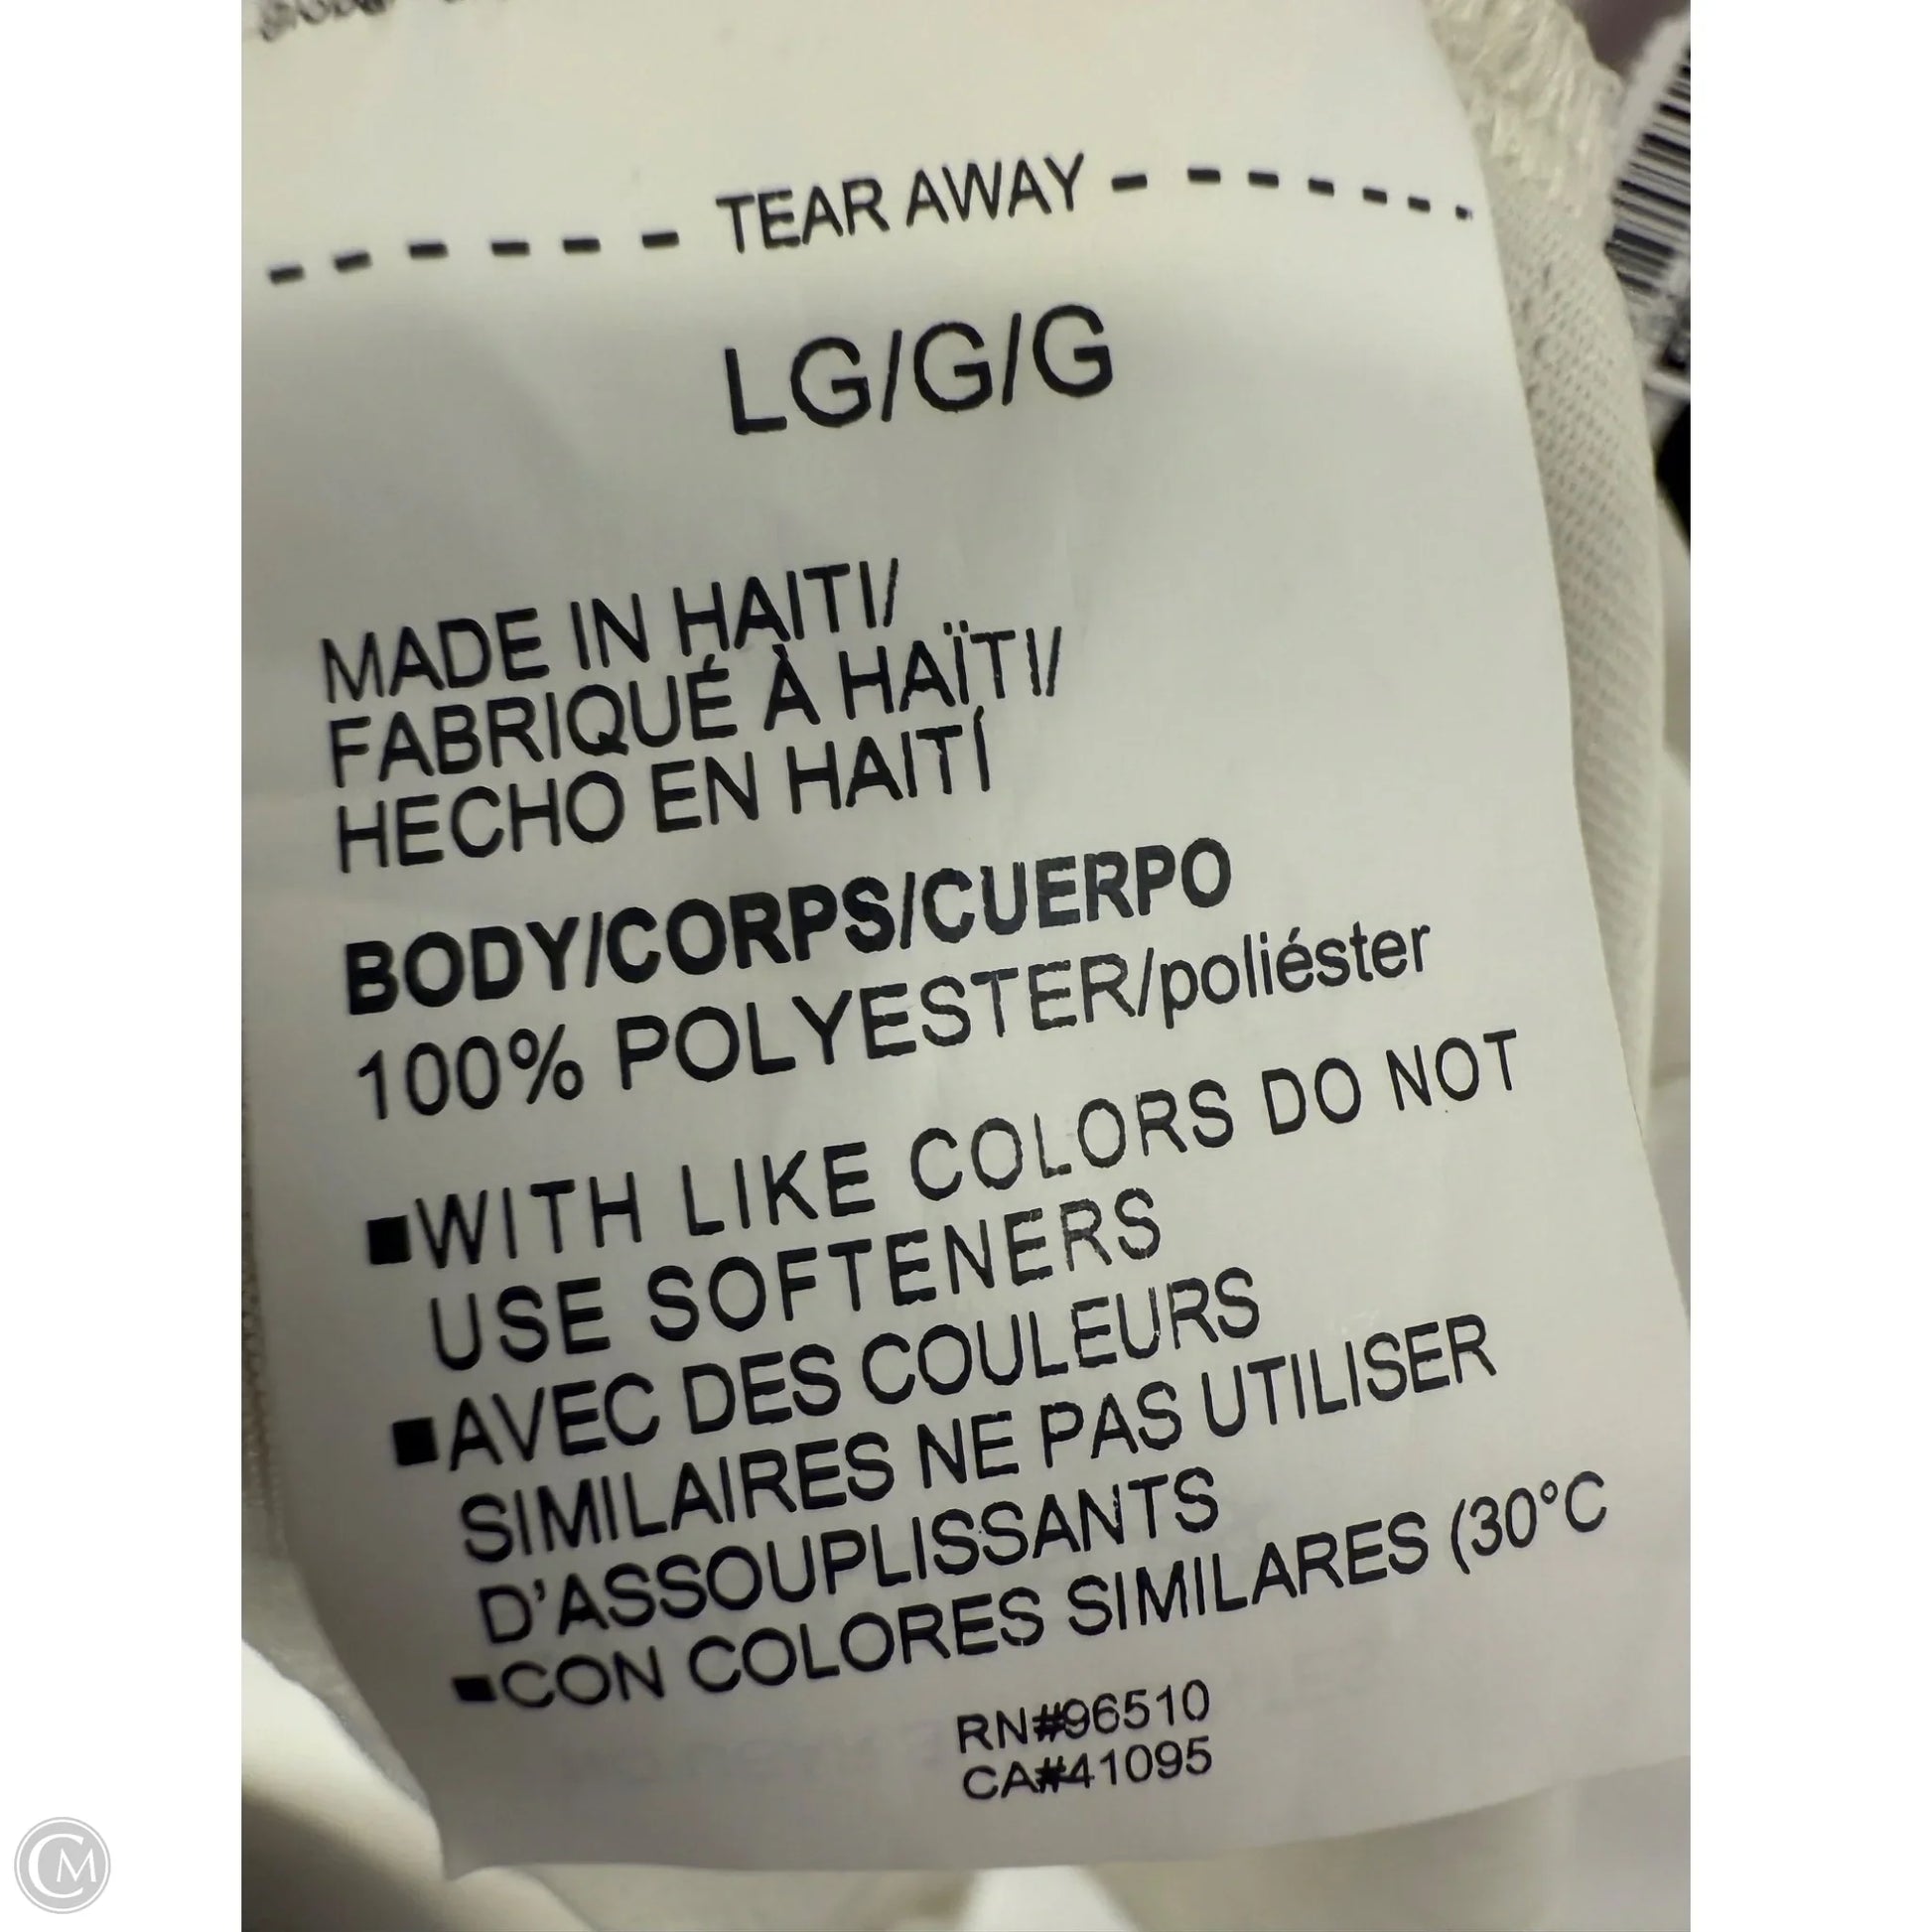 TEAR AWAY
LG/G/G
MADE IN HAITI/
FABRIQUÉ À HAÏTI/
HECHO EN HAITÍ
BODY/CORPS/CUERPO
100% POLYESTER/poliéster
■WITH LIKE COLORS DO NOT
USE SOFTENERS
■AVEC DES COULEURS
SIMILAIRES NE PAS UTILISER
D'ASSOUPLISSANTS
■CON COLORES SIMILARES (30°C
RN#96510
CA#41095
CM